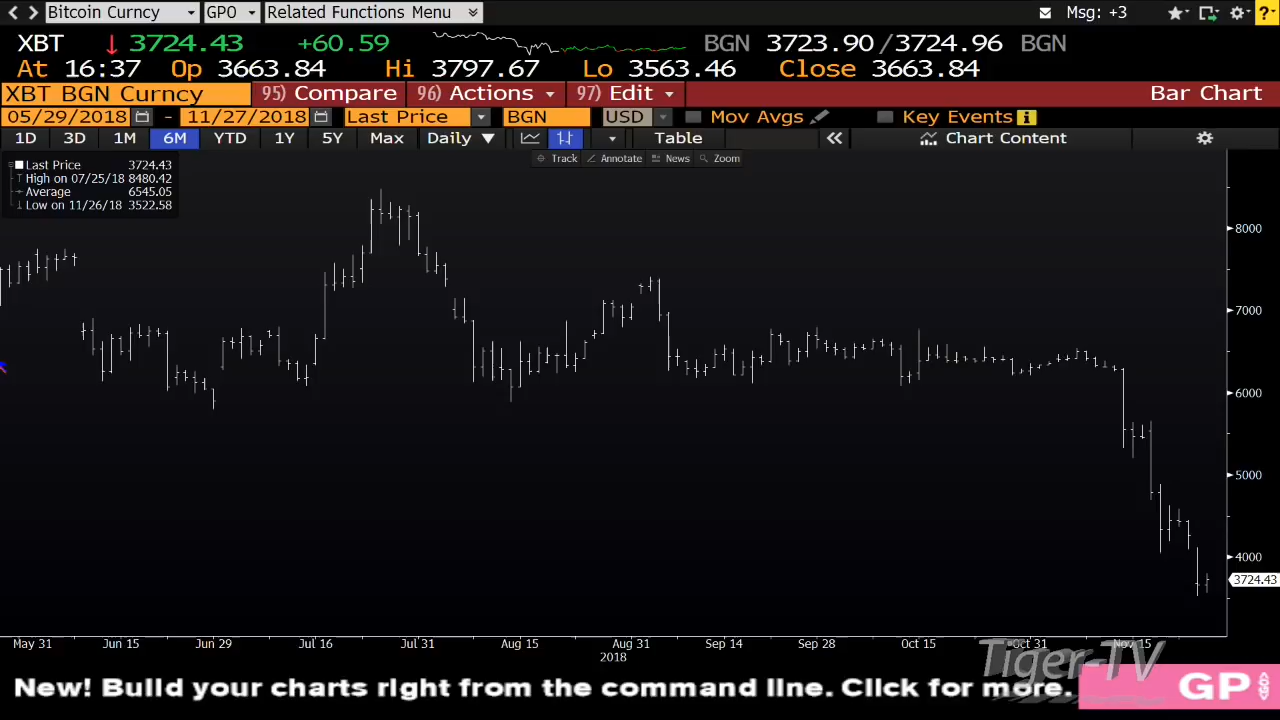 Bitcoin Curncy GPO Related Functions Menu Msg: +3 ?
XBT 3724.43 +60.59 BGN 3723.90/3724.96 BGN
At 16:37 Op 3663.84 Hi 3797.67 Lo 3563.46 Close 3663.84
XBT BGN Curncy 95) Compare 96) Actions 97) Edit Bar Chart
05/29/2018 - 11/27/2018 Last Price BGN USD Mov Avgs Key Events i
1D 3D 1M 6M YTD 1Y 5Y Max Daily Table Chart Content
Track Annotate News Zoom
Last Price 3724.43
High on 07/25/18 8480.42
Average 6545.05
Low on 11/26/18 3522.58
8000
7000
6000
5000
4000
3724.43
May 31 Jun 15 Jun 29 Jul 16 Jul 31 Aug 15 Aug 31 Sep 14 Sep 28 Oct 15 Oct 31 Nov 15
2018
Tiger-TV
New! Build your charts right from the command line. Click for more. GP